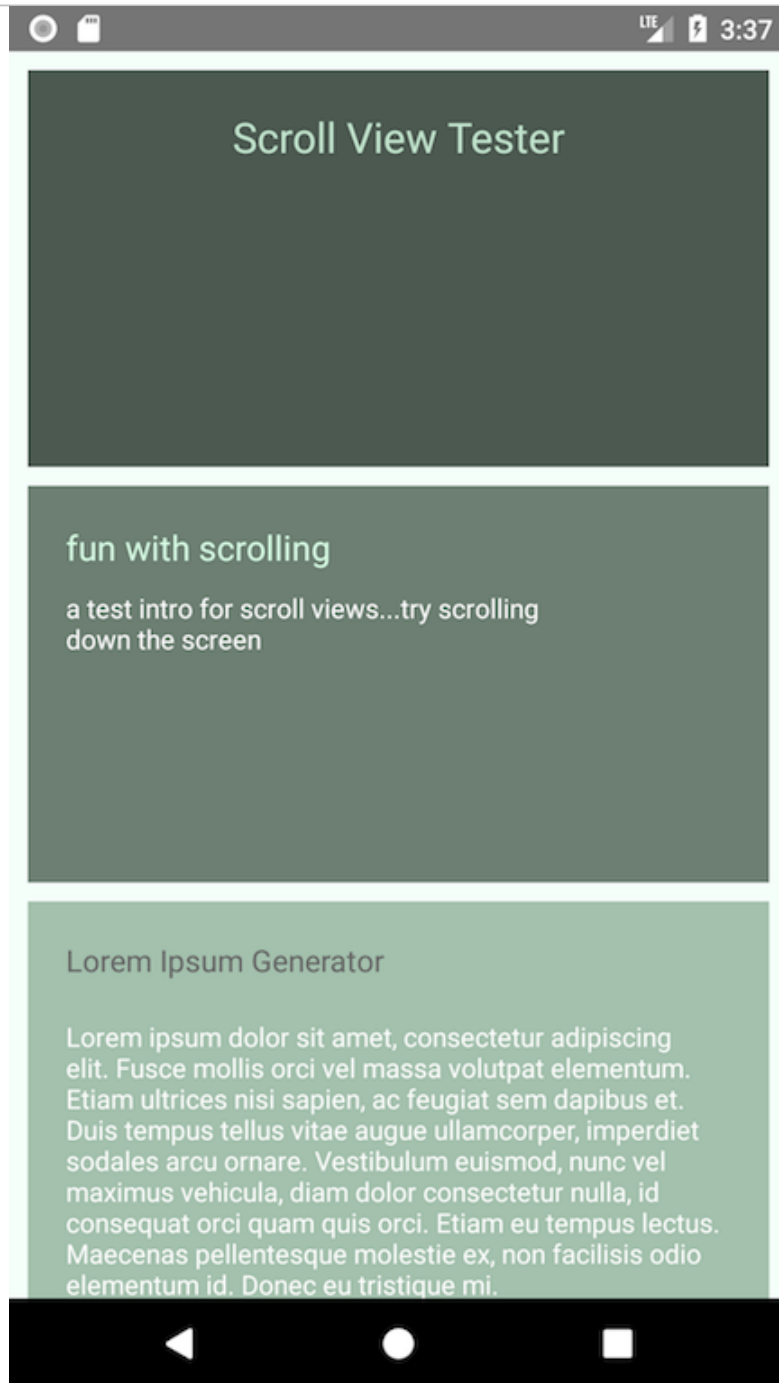 LTE 3:37
Scroll View Tester
fun with scrolling
a test intro for scroll views...try scrolling
down the screen
Lorem Ipsum Generator
Lorem ipsum dolor sit amet, consectetur adipiscing
elit. Fusce mollis orci vel massa volutpat elementum.
Etiam ultrices nisi sapien, ac feugiat sem dapibus et.
Duis tempus tellus vitae augue ullamcorper, imperdiet
sodales arcu ornare. Vestibulum euismod, nunc vel
maximus vehicula, diam dolor consectetur nulla, id
consequat orci quam quis orci. Etiam eu tempus lectus.
Maecenas pellentesque molestie ex, non facilisis odio
elementum id. Donec eu tristique mi.